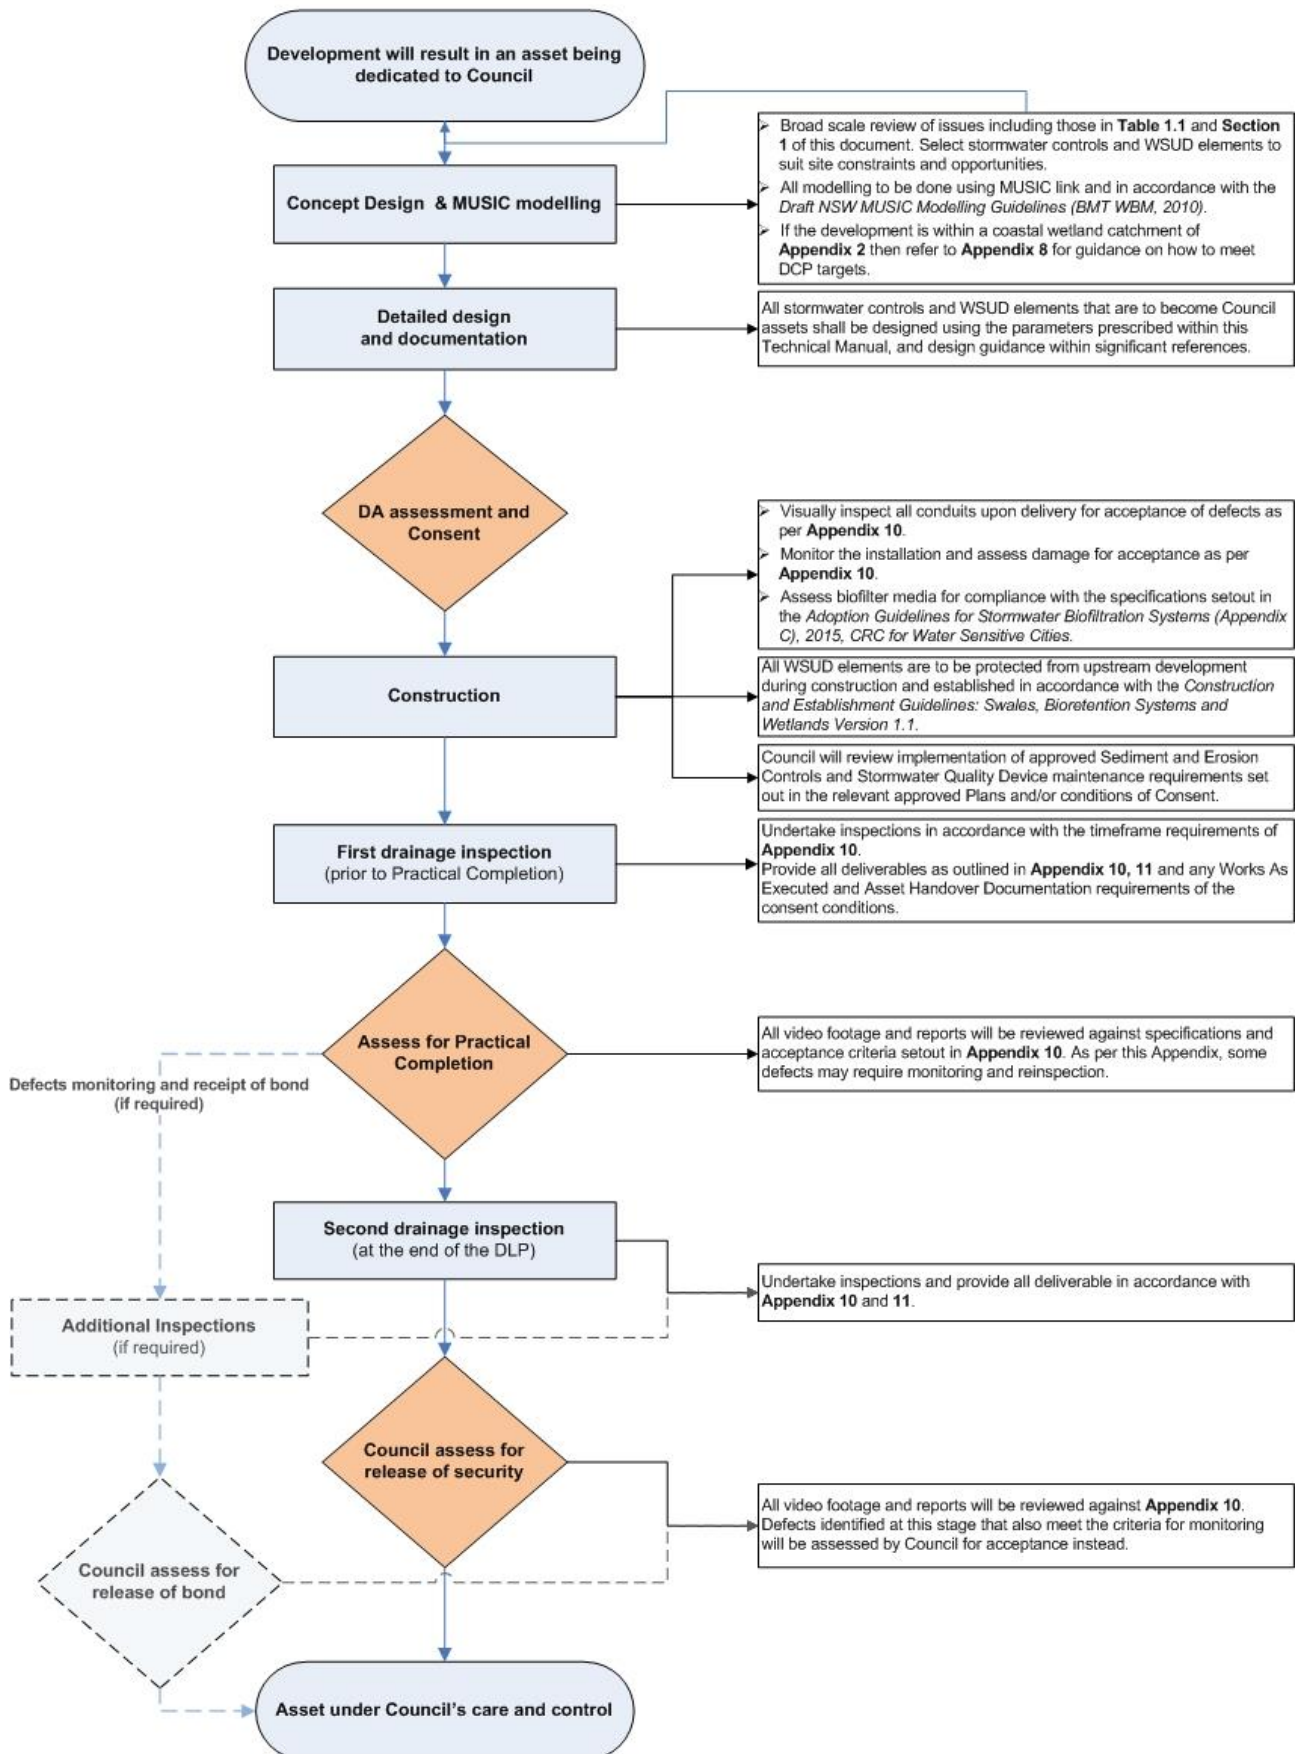 Development will result in an asset being
dedicated to Council
➢ Broad scale review of issues including those in Table 1.1 and Section
1 of this document. Select stormwater controls and WSUD elements to
suit site constraints and opportunities.
➢ All modelling to be done using MUSIC link and in accordance with the
Draft NSW MUSIC Modelling Guidelines (BMT WBM, 2010).
➢ If the development is within a coastal wetland catchment of
Appendix 2 then refer to Appendix 8 for guidance on how to meet
DCP targets.
Concept Design & MUSIC modelling
Detailed design
and documentation
All stormwater controls and WSUD elements that are to become Council
assets shall be designed using the parameters prescribed within this
Technical Manual, and design guidance within significant references.
DA assessment and
Consent
➢ Visually inspect all conduits upon delivery for acceptance of defects as
per Appendix 10.
➢ Monitor the installation and assess damage for acceptance as per
Appendix 10.
➢ Assess biofilter media for compliance with the specifications setout in
the Adoption Guidelines for Stormwater Biofiltration Systems (Appendix
C), 2015, CRC for Water Sensitive Cities.
Construction
All WSUD elements are to be protected from upstream development
during construction and established in accordance with the Construction
and Establishment Guidelines: Swales, Bioretention Systems and
Wetlands Version 1.1.
Council will review implementation of approved Sediment and Erosion
Controls and Stormwater Quality Device maintenance requirements set
out in the relevant approved Plans and/or conditions of Consent.
First drainage inspection
(prior to Practical Completion)
Undertake inspections in accordance with the timeframe requirements of
Appendix 10.
Provide all deliverables as outlined in Appendix 10, 11 and any Works As
Executed and Asset Handover Documentation requirements of the
consent conditions.
Assess for Practical
Completion
All video footage and reports will be reviewed against specifications and
acceptance criteria setout in Appendix 10. As per this Appendix, some
defects may require monitoring and reinspection.
Defects monitoring and receipt of bond
(if required)
Second drainage inspection
(at the end of the DLP)
Undertake inspections and provide all deliverable in accordance with
Appendix 10 and 11.
Additional Inspections
(if required)
Council assess for
release of security
All video footage and reports will be reviewed against Appendix 10.
Defects identified at this stage that also meet the criteria for monitoring
will be assessed by Council for acceptance instead.
Council assess for
release of bond
Asset under Council's care and control